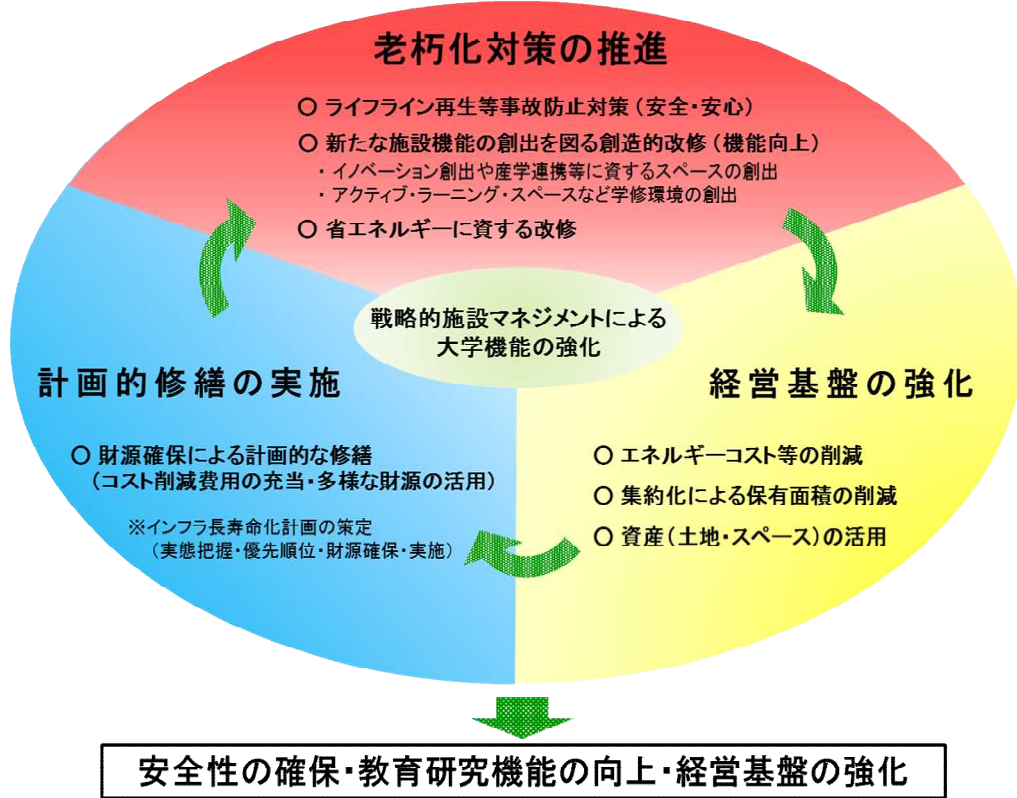 老朽化対策の推進
○ ライフライン再生等事故防止対策(安全・安心)
○ 新たな施設機能の創出を図る創造的改修(機能向上)
・イノベーション創出や産学連携等に資するスペースの創出
・アクティブ・ラーニング・スペースなど学修環境の創出
○ 省エネルギーに資する改修
戦略的施設マネジメントによる
大学機能の強化
経営基盤の強化
○ エネルギーコスト等の削減
○ 集約化による保有面積の削減
○ 資産(土地・スペース)の活用
計画的修繕の実施
○ 財源確保による計画的な修繕
(コスト削減費用の充当・多様な財源の活用)
※インフラ長寿命化計画の策定
(実態把握・優先順位・財源確保・実施)
安全性の確保・教育研究機能の向上・経営基盤の強化